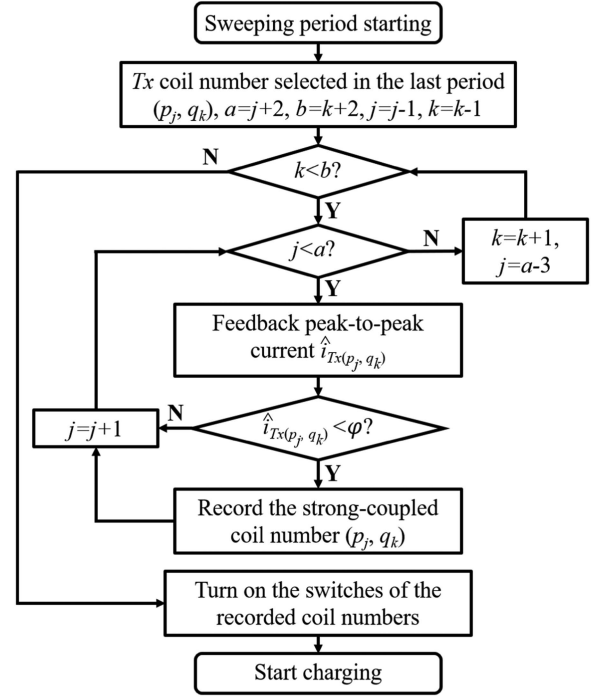 Sweeping period starting
Tx coil number selected in the last period
(pⱼ, qₖ), a=j+2, b=k+2, j=j-1, k=k-1
N
k<b?
Y
j<a?
N
k=k+1,
j=a-3
Y
Feedback peak-to-peak
current î_Tx(pⱼ, qₖ)
N
j=j+1
î_Tx(pⱼ, qₖ) <φ?
Y
Record the strong-coupled
coil number (pⱼ, qₖ)
Turn on the switches of the
recorded coil numbers
Start charging